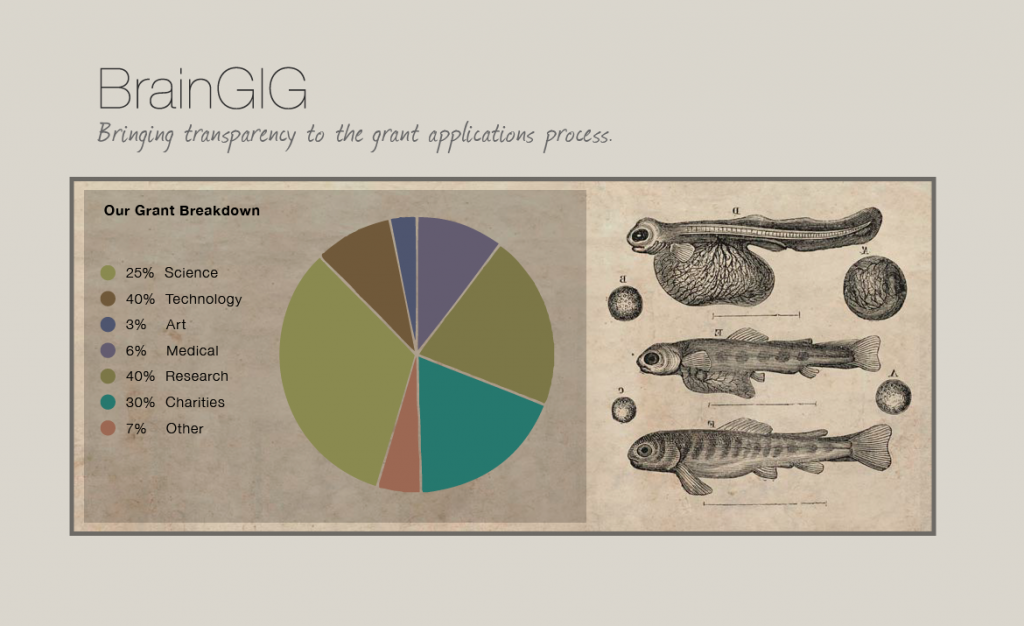 BrainGIG
Bringing transparency to the grant applications process.
Our Grant Breakdown
25% Science
40% Technology
3% Art
6% Medical
40% Research
30% Charities
7% Other
D
B
E
C
A